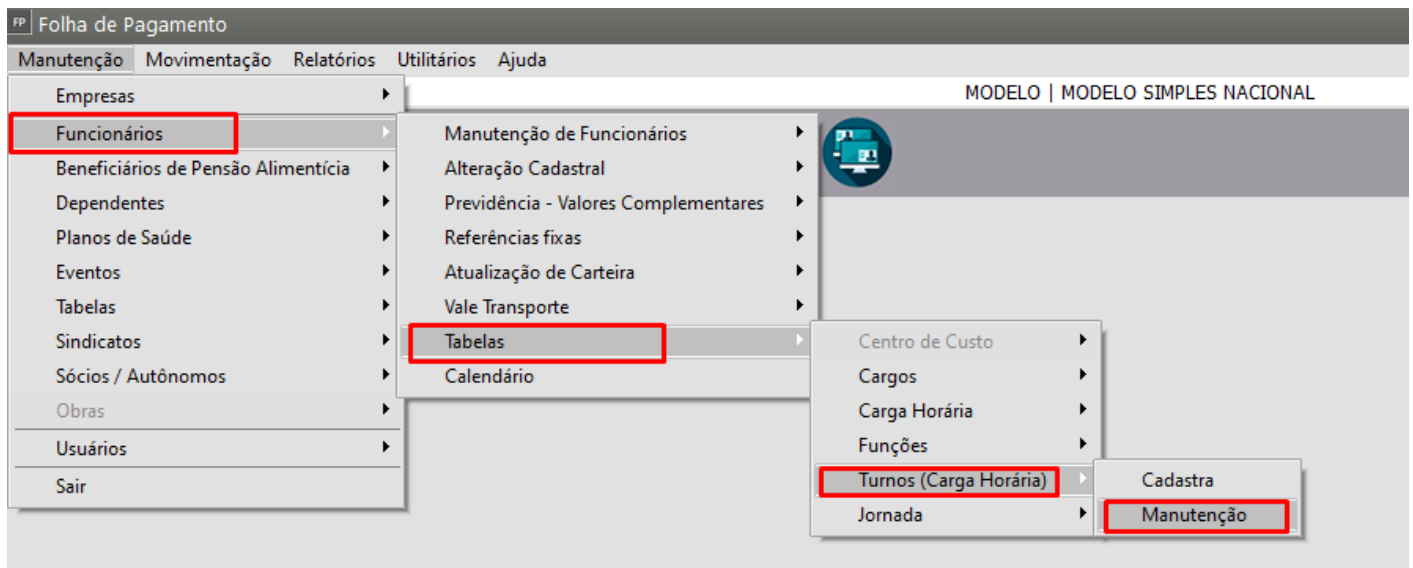 FP Folha de Pagamento
Manutenção Movimentação Relatórios Utilitários Ajuda
MODELO | MODELO SIMPLES NACIONAL
Empresas
Funcionários
Beneficiários de Pensão Alimentícia
Dependentes
Planos de Saúde
Eventos
Tabelas
Sindicatos
Sócios / Autônomos
Obras
Usuários
Sair
Manutenção de Funcionários
Alteração Cadastral
Previdência - Valores Complementares
Referências fixas
Atualização de Carteira
Vale Transporte
Tabelas
Calendário
Centro de Custo
Cargos
Carga Horária
Funções
Turnos (Carga Horária)
Jornada
Cadastra
Manutenção